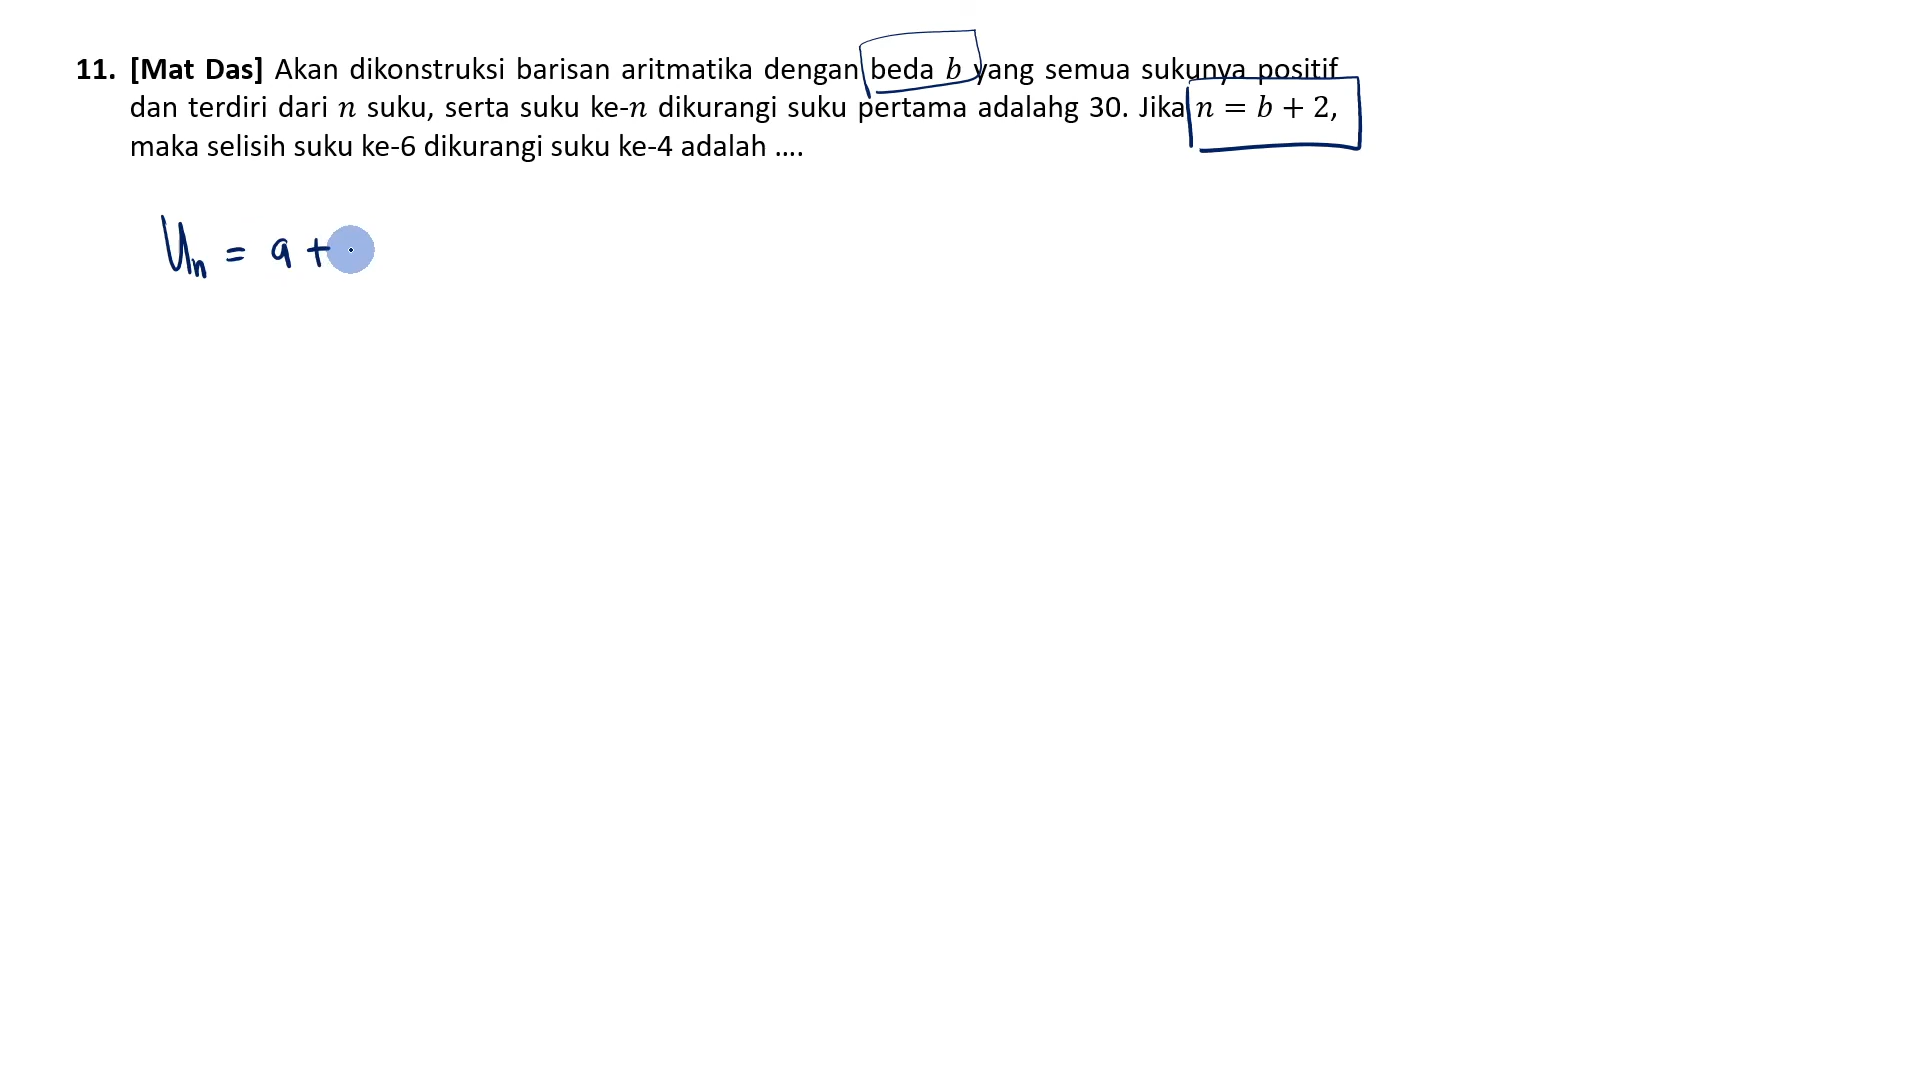 11. [Mat Das] Akan dikonstruksi barisan aritmatika dengan beda b yang semua sukunya positif
dan terdiri dari n suku, serta suku ke-n dikurangi suku pertama adalahg 30. Jika n = b + 2,
maka selisih suku ke-6 dikurangi suku ke-4 adalah ....
Uₙ = a +